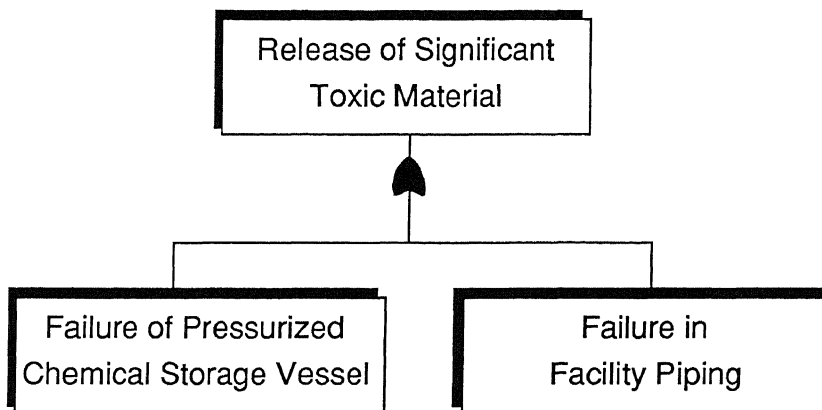 Release of Significant
Toxic Material
Failure of Pressurized
Chemical Storage Vessel
Failure in
Facility Piping